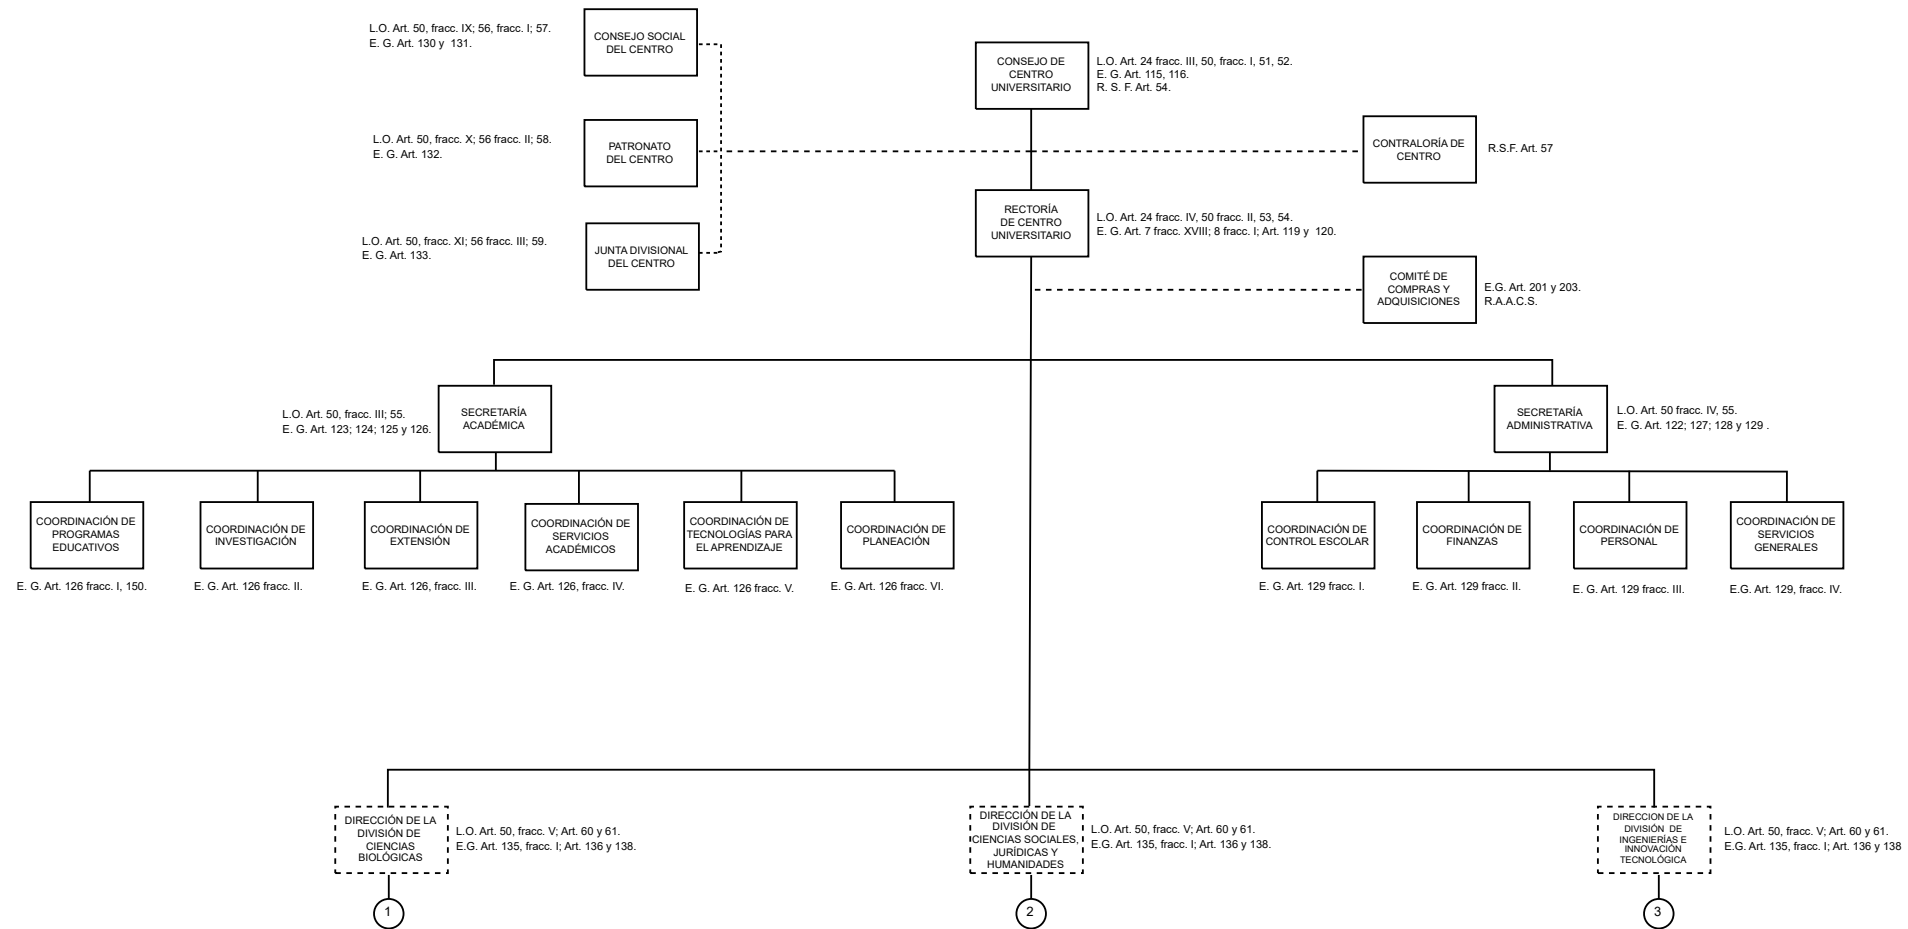 L.O. Art. 50, fracc. IX; 56, fracc. I; 57.
E. G. Art. 130 y 131.
CONSEJO SOCIAL
DEL CENTRO
CONSEJO DE
CENTRO
UNIVERSITARIO
L.O. Art. 24 fracc. III, 50, fracc. I, 51, 52.
E. G. Art. 115, 116.
R. S. F. Art. 54.
L.O. Art. 50, fracc. X; 56 fracc. II; 58.
E. G. Art. 132.
PATRONATO
DEL CENTRO
CONTRALORÍA DE
CENTRO
R.S.F. Art. 57
RECTORÍA
DE CENTRO
UNIVERSITARIO
L.O. Art. 24 fracc. IV, 50 fracc. II, 53, 54.
E. G. Art. 7 fracc. XVIII; 8 fracc. I; Art. 119 y 120.
L.O. Art. 50, fracc. XI; 56 fracc. III; 59.
E. G. Art. 133.
JUNTA DIVISIONAL
DEL CENTRO
COMITÉ DE
COMPRAS Y
ADQUISICIONES
E.G. Art. 201 y 203.
R.A.A.C.S.
L.O. Art. 50, fracc. III; 55.
E. G. Art. 123; 124; 125 y 126.
SECRETARÍA
ACADÉMICA
SECRETARÍA
ADMINISTRATIVA
L.O. Art. 50 fracc. IV, 55.
E. G. Art. 122; 127; 128 y 129 .
COORDINACIÓN DE
PROGRAMAS
EDUCATIVOS
COORDINACIÓN DE
INVESTIGACIÓN
COORDINACIÓN DE
EXTENSIÓN
COORDINACIÓN DE
SERVICIOS
ACADÉMICOS
COORDINACIÓN DE
TECNOLOGÍAS PARA
EL APRENDIZAJE
COORDINACIÓN DE
PLANEACIÓN
COORDINACIÓN DE
CONTROL ESCOLAR
COORDINACIÓN DE
FINANZAS
COORDINACIÓN DE
PERSONAL
COORDINACIÓN DE
SERVICIOS
GENERALES
E. G. Art. 126 fracc. I, 150.
E. G. Art. 126 fracc. II.
E. G. Art. 126, fracc. III.
E. G. Art. 126, fracc. IV.
E. G. Art. 126 fracc. V.
E. G. Art. 126 fracc. VI.
E. G. Art. 129 fracc. I.
E. G. Art. 129 fracc. II.
E. G. Art. 129 fracc. III.
E.G. Art. 129, fracc. IV.
DIRECCIÓN DE LA
DIVISIÓN DE
CIENCIAS
BIOLÓGICAS
L.O. Art. 50, fracc. V; Art. 60 y 61.
E.G. Art. 135, fracc. I; Art. 136 y 138.
DIRECCIÓN DE LA
DIVISIÓN DE
CIENCIAS SOCIALES,
JURÍDICAS Y
HUMANIDADES
L.O. Art. 50, fracc. V; Art. 60 y 61.
E.G. Art. 135, fracc. I; Art. 136 y 138.
DIRECCION DE LA
DIVISIÓN DE
INGENIERÍAS E
INNOVACIÓN
TECNOLÓGICA
L.O. Art. 50, fracc. V; Art. 60 y 61.
E.G. Art. 135, fracc. I; Art. 136 y 138
1
2
3